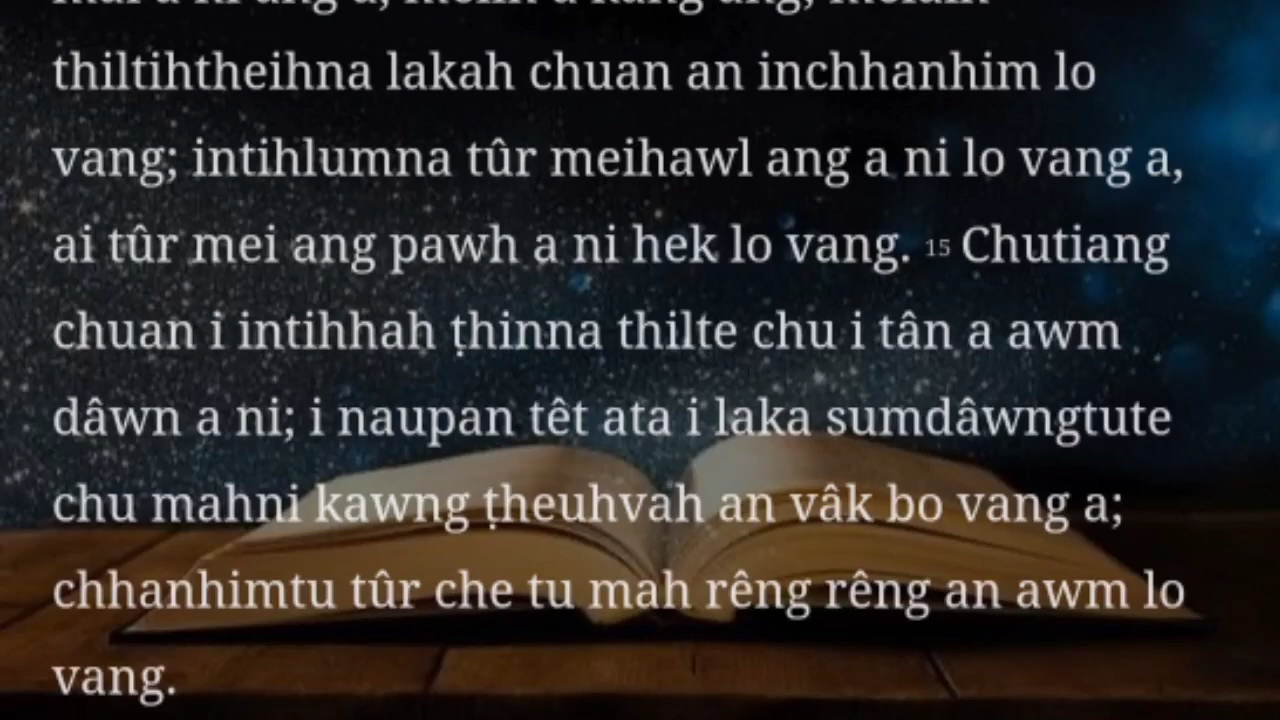 thiltihtheihna lakah chuan an inchhanhim lo
vang; intihlumna tûr meihawl ang a ni lo vang a,
ai tûr mei ang pawh a ni hek lo vang. 15 Chutiang
chuan i intihhah ṭhinna thilte chu i tân a awm
dâwn a ni; i naupan têt ata i laka sumdâwngtute
chu mahni kawng ṭheuhvah an vâk bo vang a;
chhanhimtu tûr che tu mah rêng rêng an awm lo
vang.